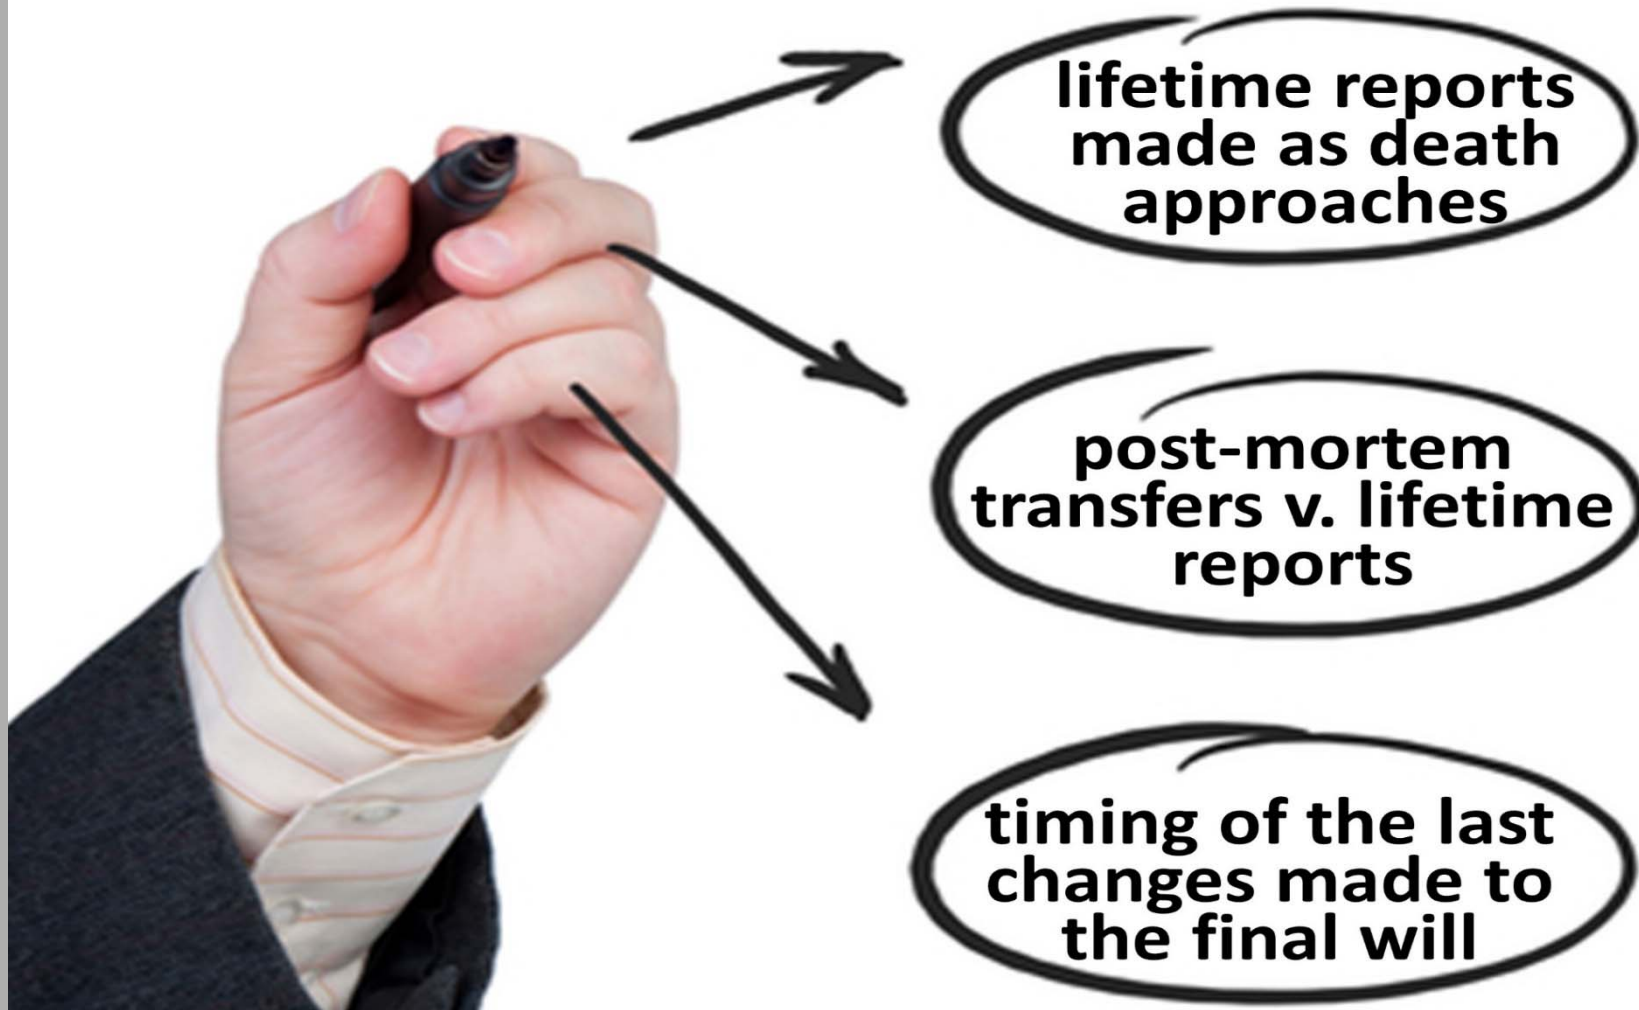 lifetime reports
made as death
approaches
post-mortem
transfers v. lifetime
reports
timing of the last
changes made to
the final will